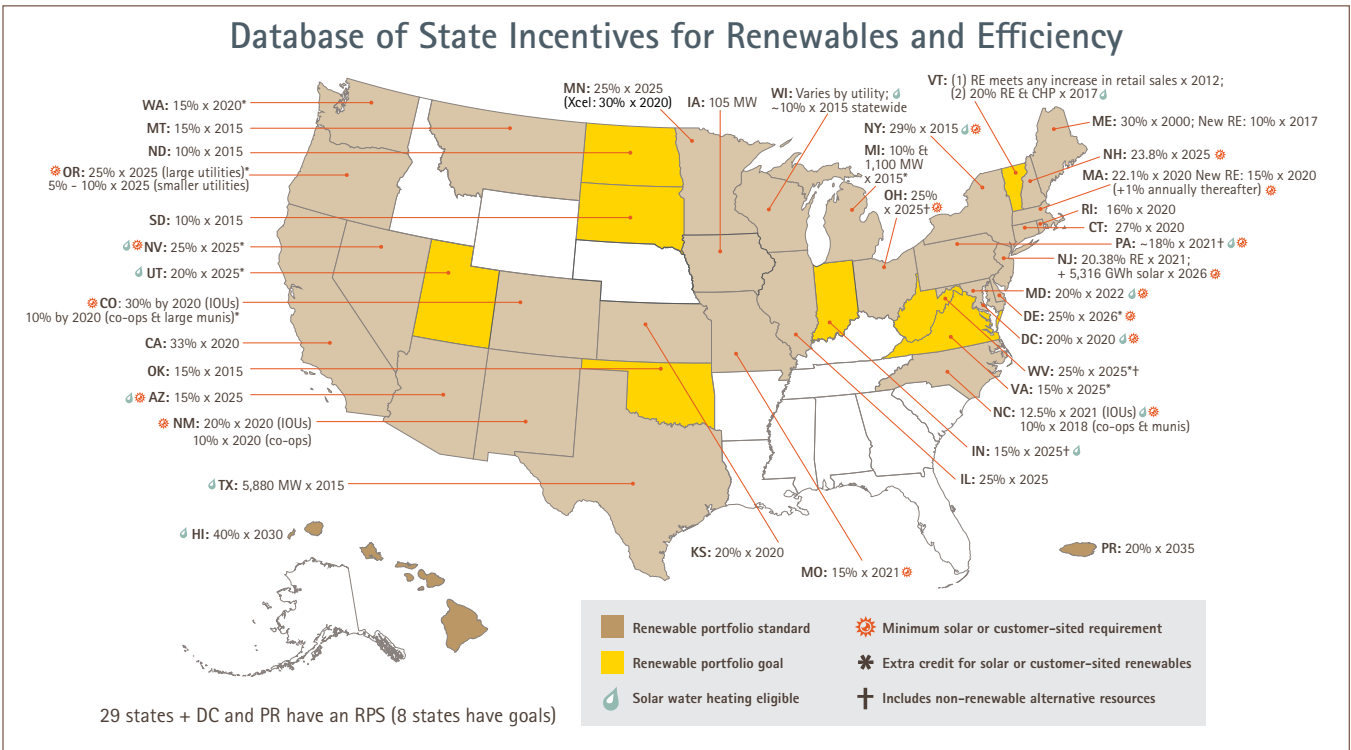 Database of State Incentives for Renewables and Efficiency
WA: 15% x 2020*
MT: 15% x 2015
ND: 10% x 2015
OR: 25% x 2025 (large utilities)*
5% - 10% x 2025 (smaller utilities)
SD: 10% x 2015
NV: 25% x 2025*
UT: 20% x 2025*
CO: 30% by 2020 (IOUs)
10% by 2020 (co-ops & large munis)*
CA: 33% x 2020
OK: 15% x 2015
AZ: 15% x 2025
NM: 20% x 2020 (IOUs)
10% x 2020 (co-ops)
TX: 5,880 MW x 2015
HI: 40% x 2030
MN: 25% x 2025
(Xcel: 30% x 2020)
IA: 105 MW
WI: Varies by utility;
~10% x 2015 statewide
VT: (1) RE meets any increase in retail sales x 2012;
(2) 20% RE & CHP x 2017
NY: 29% x 2015
MI: 10% &
1,100 MW
x 2015*
OH: 25%
x 2025†
ME: 30% x 2000; New RE: 10% x 2017
NH: 23.8% x 2025
MA: 22.1% x 2020 New RE: 15% x 2020
(+1% annually thereafter)
RI: 16% x 2020
CT: 27% x 2020
PA: ~18% x 2021†
NJ: 20.38% RE x 2021;
+ 5,316 GWh solar x 2026
MD: 20% x 2022
DE: 25% x 2026*
DC: 20% x 2020
WV: 25% x 2025*†
VA: 15% x 2025*
NC: 12.5% x 2021 (IOUs)
10% x 2018 (co-ops & munis)
IN: 15% x 2025†
IL: 25% x 2025
KS: 20% x 2020
MO: 15% x 2021
PR: 20% x 2035
Renewable portfolio standard
Renewable portfolio goal
Solar water heating eligible
Minimum solar or customer-sited requirement
* Extra credit for solar or customer-sited renewables
† Includes non-renewable alternative resources
29 states + DC and PR have an RPS (8 states have goals)